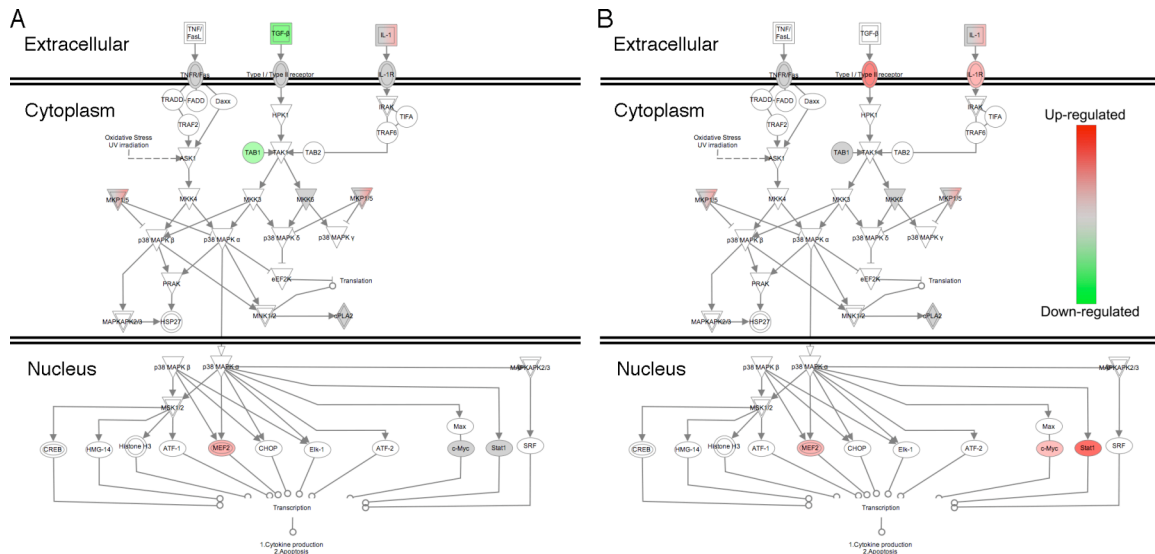 A
Extracellular
TNF/
FasL
TGF-β
IL-1
TNFR/Fas
Type I / Type II receptor
IL-1R
Cytoplasm
TRADD
FADD
Daxx
HPK1
IRAK
TIFA
TRAF2
TRAF6
Oxidative Stress
UV irradiation
ASK1
TAB1
TAK1
TAB2
MKP1/5
MKK4
MKK3
MKK6
MKP1/5
p38 MAPK β
p38 MAPK α
p38 MAPK δ
p38 MAPK γ
PRAK
eEF2K
Translation
MAPKAPK2/3
HSP27
MNK1/2
cPLA2
Nucleus
p38 MAPK β
p38 MAPK α
MAPKAPK2/3
MSK1/2
Max
CREB
HMG-14
Histone H3
ATF-1
MEF2
CHOP
Elk-1
ATF-2
c-Myc
Stat1
SRF
Transcription
1.Cytokine production
2.Apoptosis
B
Extracellular
TNF/
FasL
TGF-β
IL-1
TNFR/Fas
Type I / Type II receptor
IL-1R
Cytoplasm
TRADD
FADD
Daxx
HPK1
IRAK
TIFA
TRAF2
TRAF6
Oxidative Stress
UV irradiation
ASK1
TAB1
TAK1
TAB2
MKP1/5
MKK4
MKK3
MKK6
MKP1/5
p38 MAPK β
p38 MAPK α
p38 MAPK δ
p38 MAPK γ
PRAK
eEF2K
Translation
MAPKAPK2/3
HSP27
MNK1/2
cPLA2
Nucleus
p38 MAPK β
p38 MAPK α
MAPKAPK2/3
MSK1/2
Max
CREB
HMG-14
Histone H3
ATF-1
MEF2
CHOP
Elk-1
ATF-2
c-Myc
Stat1
SRF
Transcription
1.Cytokine production
2.Apoptosis
Up-regulated
Down-regulated